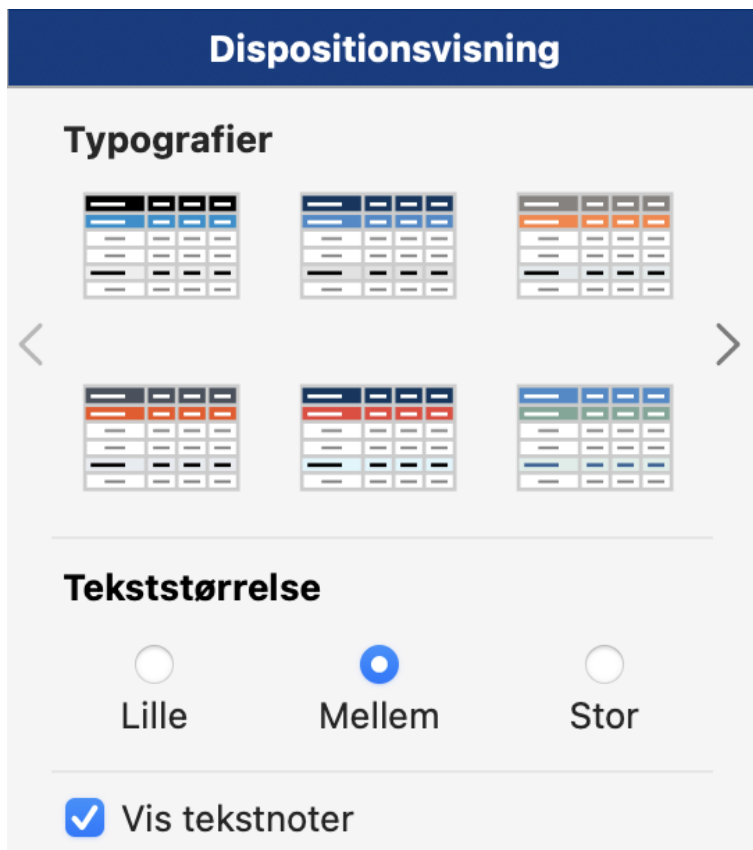 Dispositionsvisning
Typografier
Tekststørrelse
Lille Mellem Stor
Vis tekstnoter